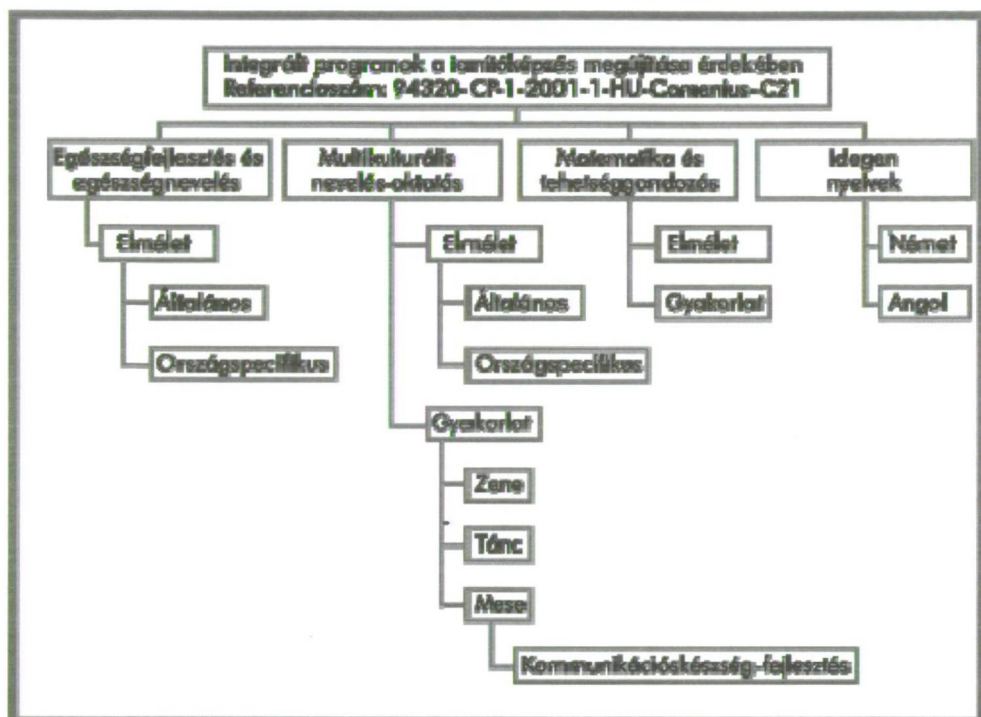 Integrált programok a tanítóképzés megújítása érdekében
Referenciaszám: 94320-CP-1-2001-1-HU-Comenius-C21
Egészségfejlesztés és
egészségnevelés
Multikulturális
nevelés-oktatás
Matematika és
tehetséggondozás
Idegen
nyelvek
Elmélet
Általános
Országspecifikus
Elmélet
Általános
Országspecifikus
Gyakorlat
Zene
Tánc
Mese
Kommunikációskészség-fejlesztés
Elmélet
Gyakorlat
Német
Angol